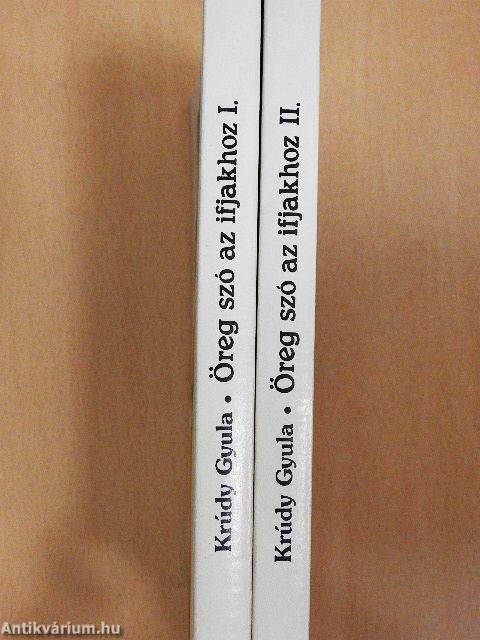 Krúdy Gyula • Öreg szó az ifjakhoz I.
Krúdy Gyula • Öreg szó az ifjakhoz II.
Antikvárium.hu